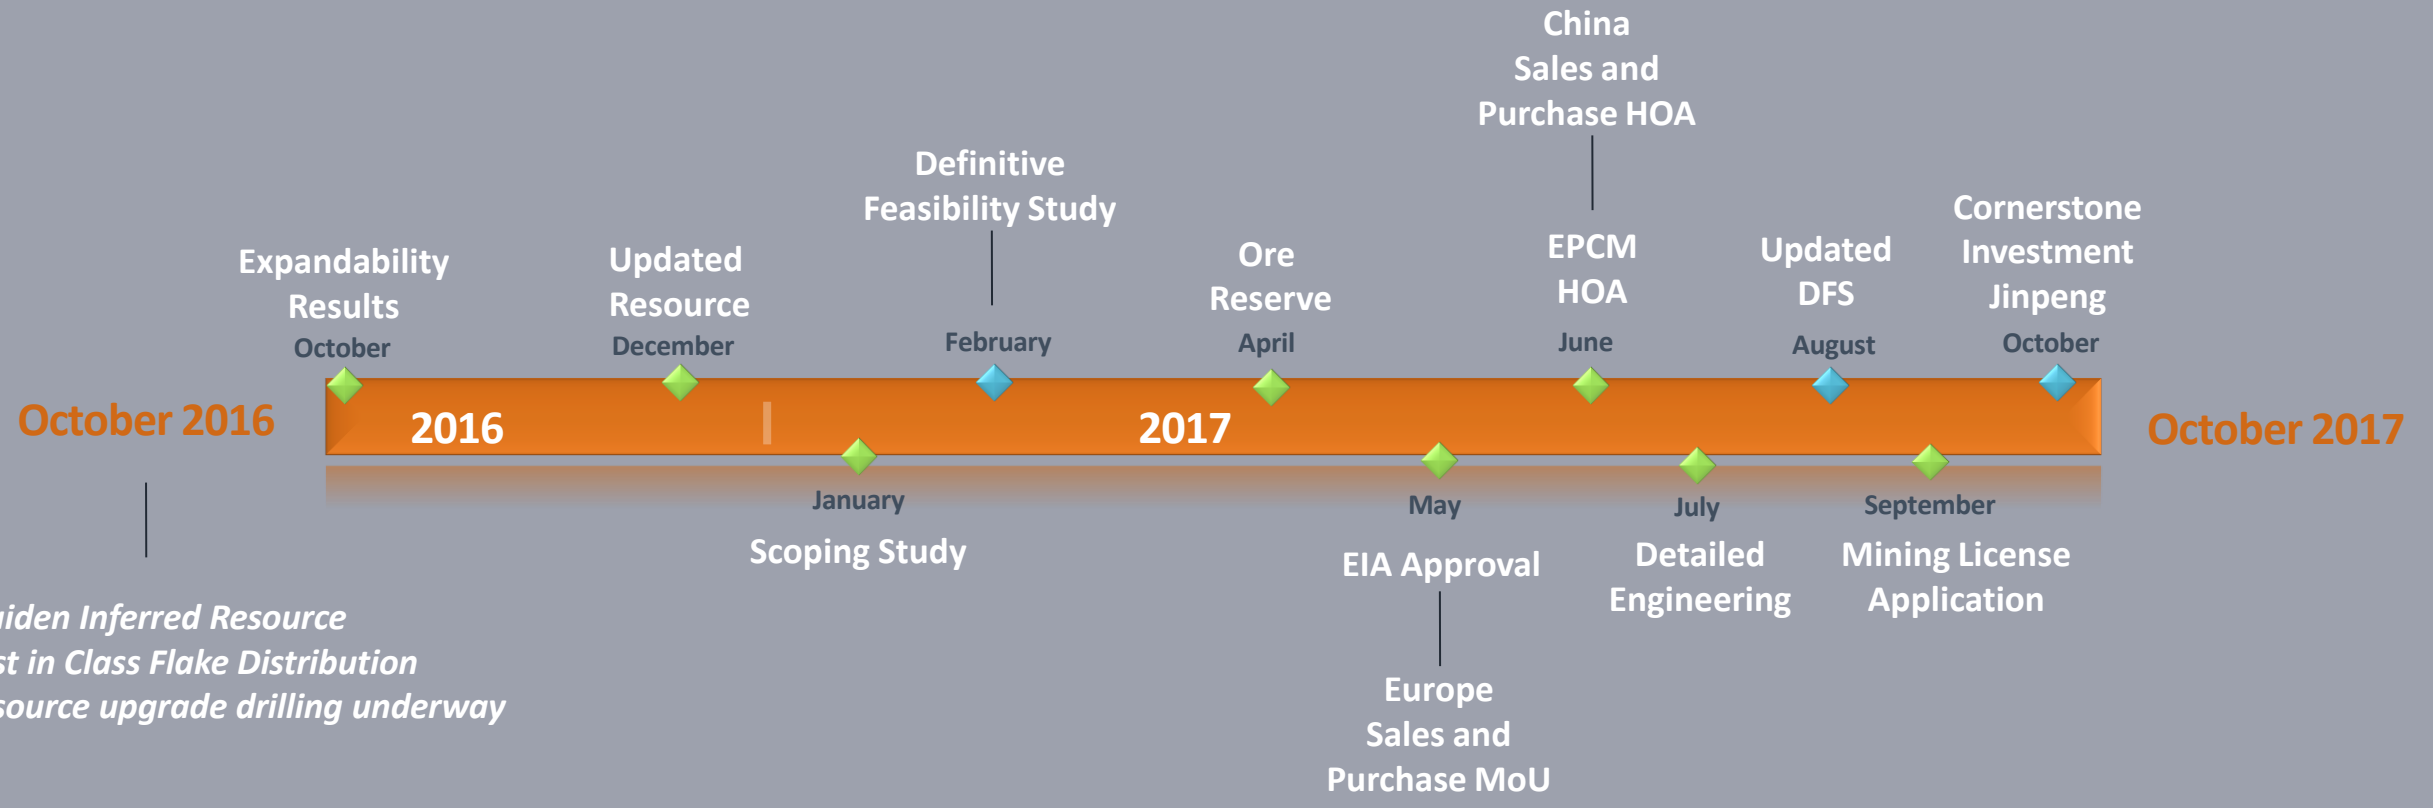 China
Sales and
Purchase HOA
Definitive
Feasibility Study
Expandability
Results
October
Updated
Resource
December
February
Ore
Reserve
April
EPCM
HOA
June
Updated
DFS
August
Cornerstone
Investment
Jinpeng
October
October 2016
2016
2017
October 2017
January
Scoping Study
May
EIA Approval
Europe
Sales and
Purchase MoU
July
Detailed
Engineering
September
Mining License
Application
Inferred Resource
in Class Flake Distribution
upgrade drilling underway